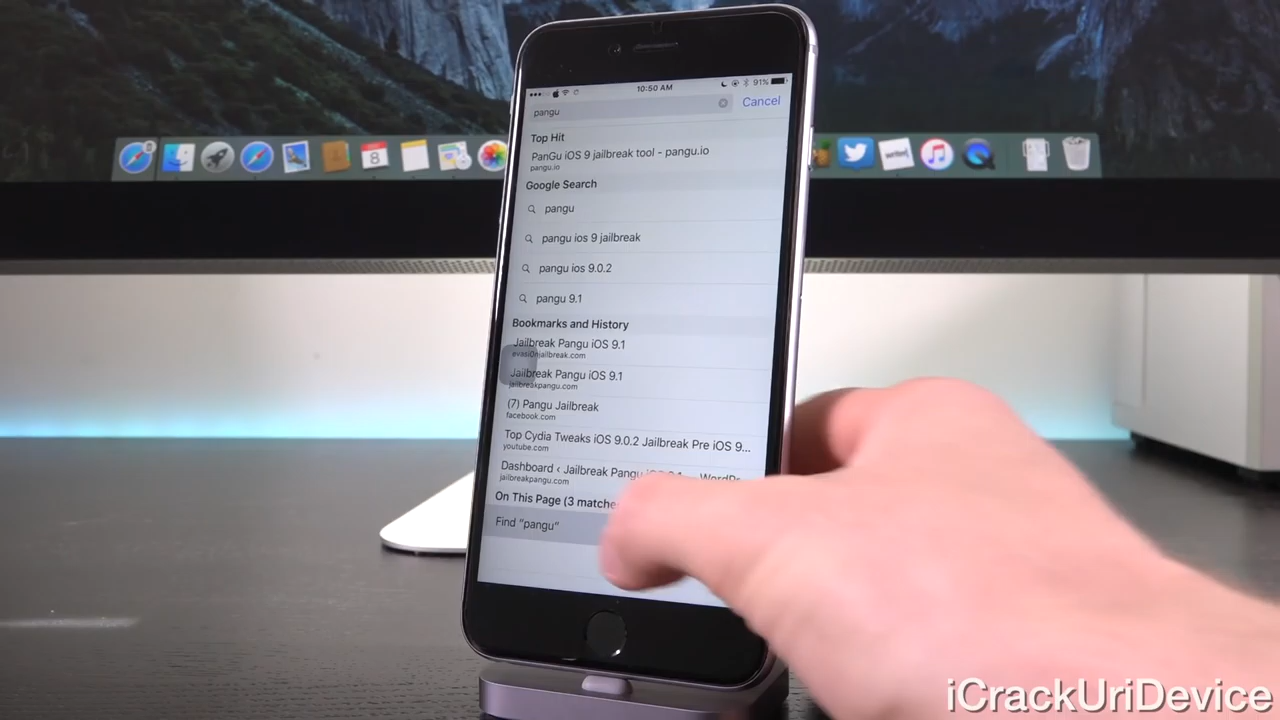 10:50 AM
91%
pangu
Cancel
Top Hit
PanGu iOS 9 jailbreak tool - pangu.io
pangu.io
Google Search
pangu
pangu ios 9 jailbreak
pangu ios 9.0.2
pangu 9.1
Bookmarks and History
Jailbreak Pangu iOS 9.1
evasi0njailbreak.com
Jailbreak Pangu iOS 9.1
jailbreakpangu.com
(7) Pangu Jailbreak
facebook.com
Top Cydia Tweaks iOS 9.0.2 Jailbreak Pre iOS 9...
youtube.com
Dashboard ‹ Jailbreak Pangu
jailbreakpangu.com
On This Page (3 matche
Find “pangu”
8
iCrackUriDevice